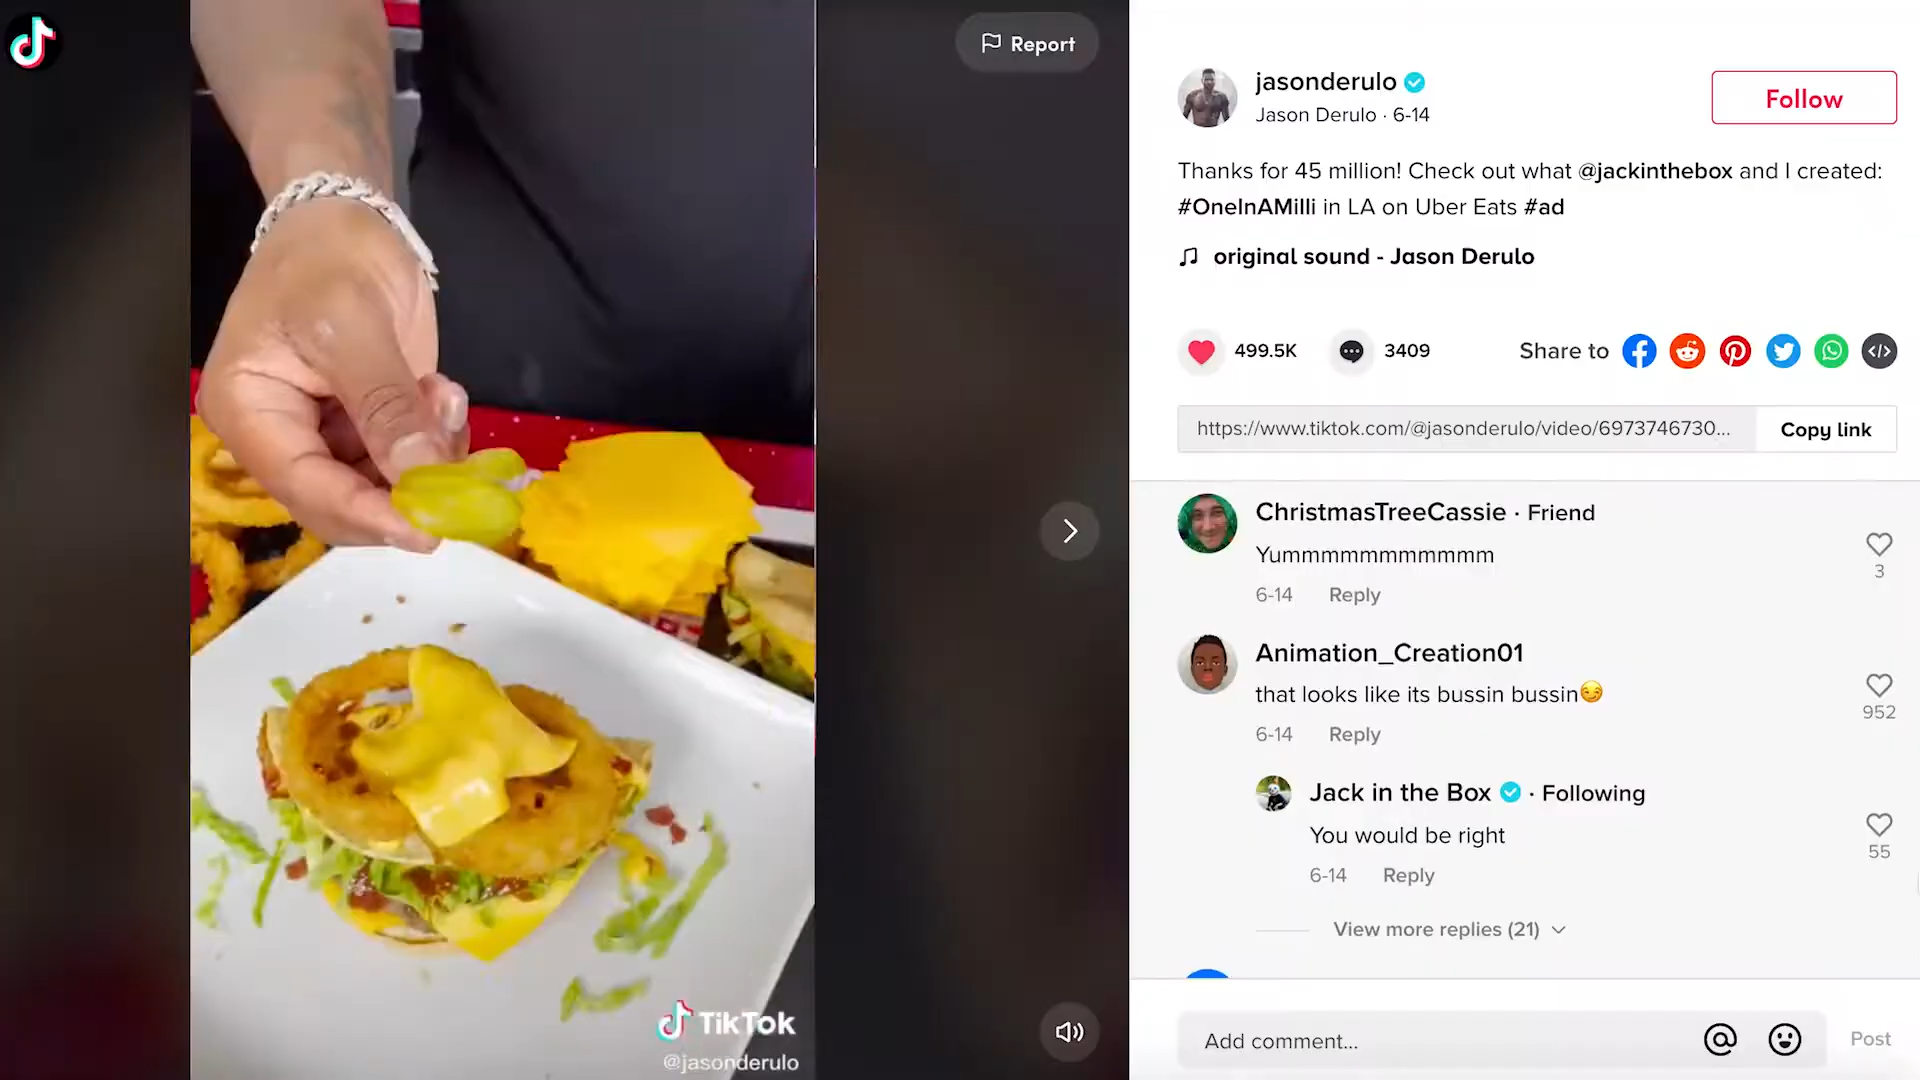 Report
TikTok
@jasonderulo
jasonderulo
Jason Derulo · 6-14
Follow
Thanks for 45 million! Check out what @jackinthebox and I created:
#OneInAMilli in LA on Uber Eats #ad
original sound - Jason Derulo
499.5K
3409
Share to
https://www.tiktok.com/@jasonderulo/video/6973746730...
Copy link
ChristmasTreeCassie · Friend
Yummmmmmmmmmm
3
6-14 Reply
Animation_Creation01
that looks like its bussin bussin😏
952
6-14 Reply
Jack in the Box · Following
You would be right
55
6-14 Reply
View more replies (21)
Add comment...
Post